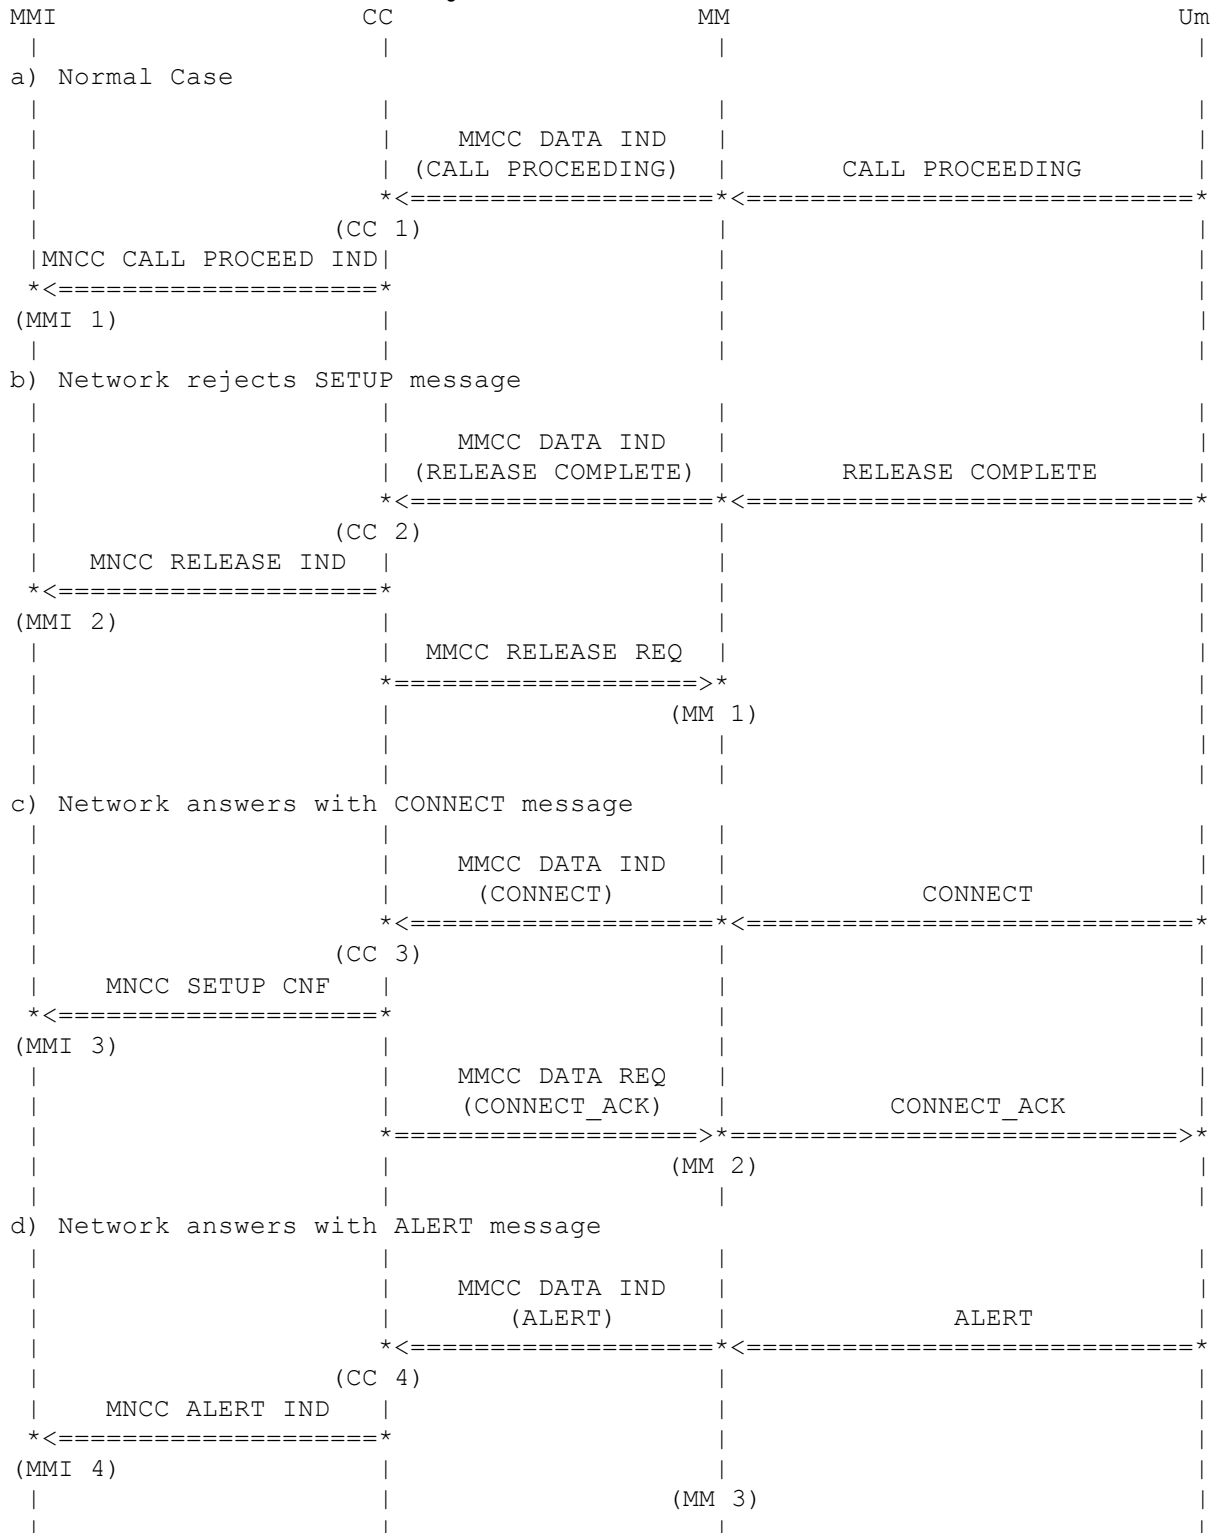 MMI CC MM Um
| | | |
a) Normal Case
| | | |
| | MMCC DATA IND | |
| | (CALL PROCEEDING) | CALL PROCEEDING |
| *<===================*<============================*
| (CC 1) | |
|MNCC CALL PROCEED IND| | |
*<====================* | |
(MMI 1) | | |
| | | |
b) Network rejects SETUP message
| | | |
| | MMCC DATA IND | |
| | (RELEASE COMPLETE) | RELEASE COMPLETE |
| *<===================*<============================*
| (CC 2) | |
| MNCC RELEASE IND | | |
*<====================* | |
(MMI 2) | | |
| | MMCC RELEASE REQ | |
| *===================>* |
| | (MM 1) |
| | | |
| | | |
c) Network answers with CONNECT message
| | | |
| | MMCC DATA IND | |
| | (CONNECT) | CONNECT |
| *<===================*<============================*
| (CC 3) | |
| MNCC SETUP CNF | | |
*<====================* | |
(MMI 3) | | |
| | MMCC DATA REQ | |
| | (CONNECT_ACK) | CONNECT_ACK |
| *===================>*============================>*
| | (MM 2) |
| | | |
d) Network answers with ALERT message
| | | |
| | MMCC DATA IND | |
| | (ALERT) | ALERT |
| *<===================*<============================*
| (CC 4) | |
| MNCC ALERT IND | | |
*<====================* | |
(MMI 4) | | |
| | (MM 3) |
| | | |